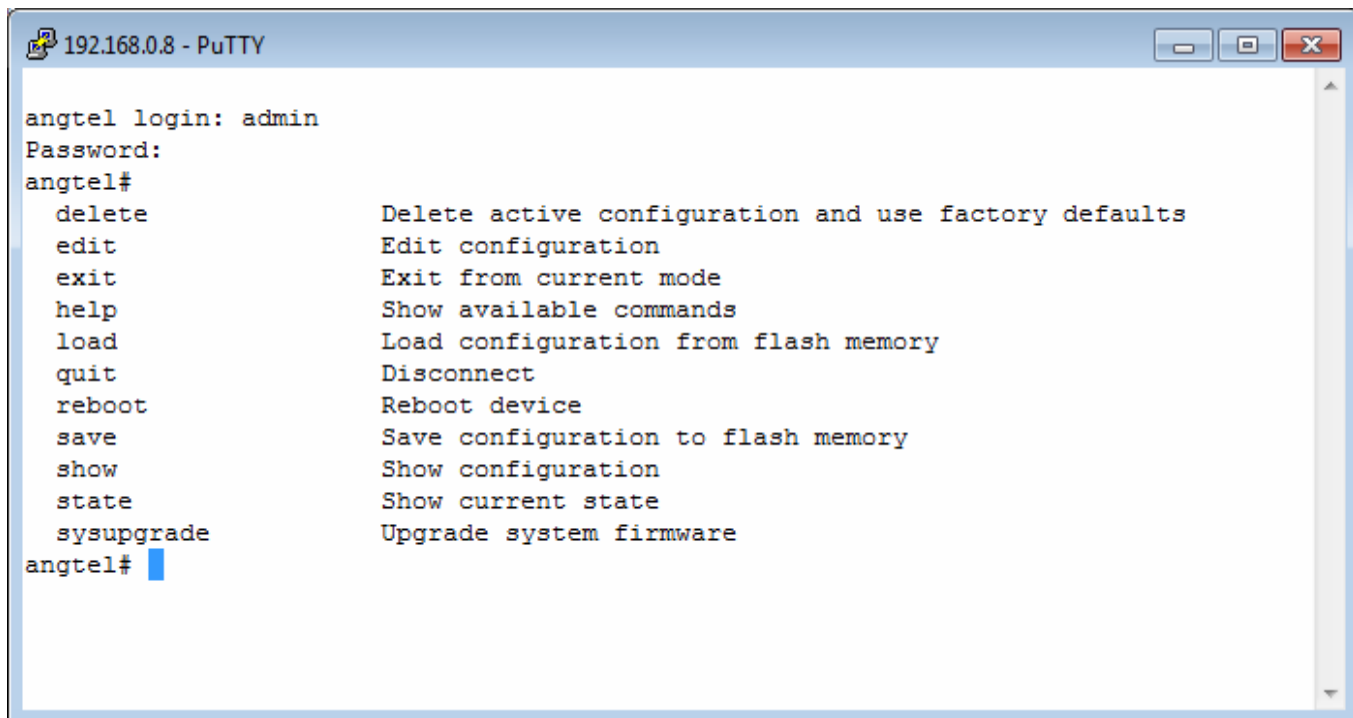 192.168.0.8 - PuTTY
angtel login: admin
Password:
angtel#
delete Delete active configuration and use factory defaults
edit Edit configuration
exit Exit from current mode
help Show available commands
load Load configuration from flash memory
quit Disconnect
reboot Reboot device
save Save configuration to flash memory
show Show configuration
state Show current state
sysupgrade Upgrade system firmware
angtel#